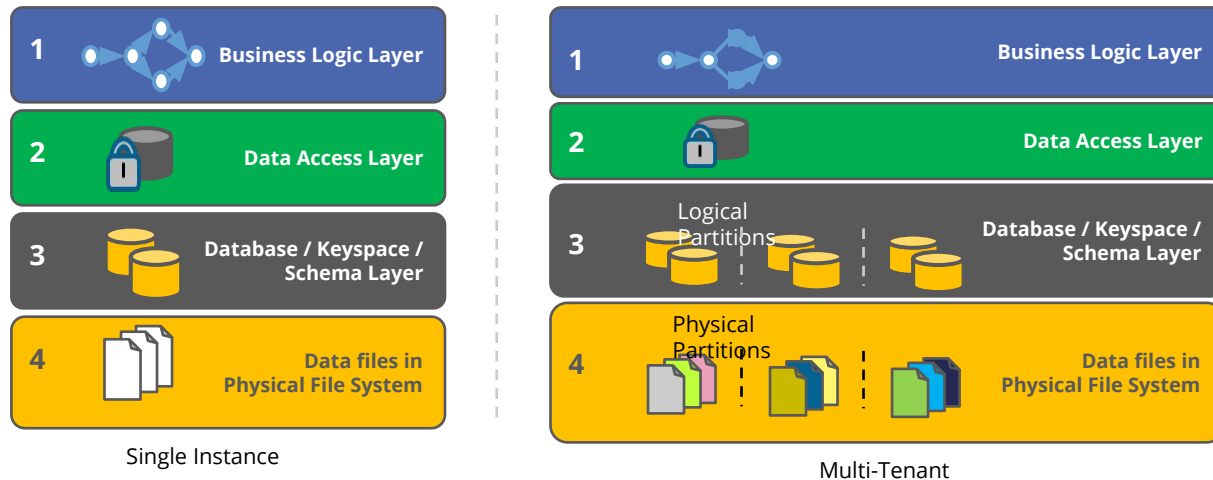 1
Business Logic Layer
2
Data Access Layer
3
Database / Keyspace /
Schema Layer
4
Data files in
Physical File System
Single Instance
1
Business Logic Layer
2
Data Access Layer
3
Logical
Partitions
Database / Keyspace /
Schema Layer
4
Physical
Partitions
Data files in
Physical File System
Multi-Tenant